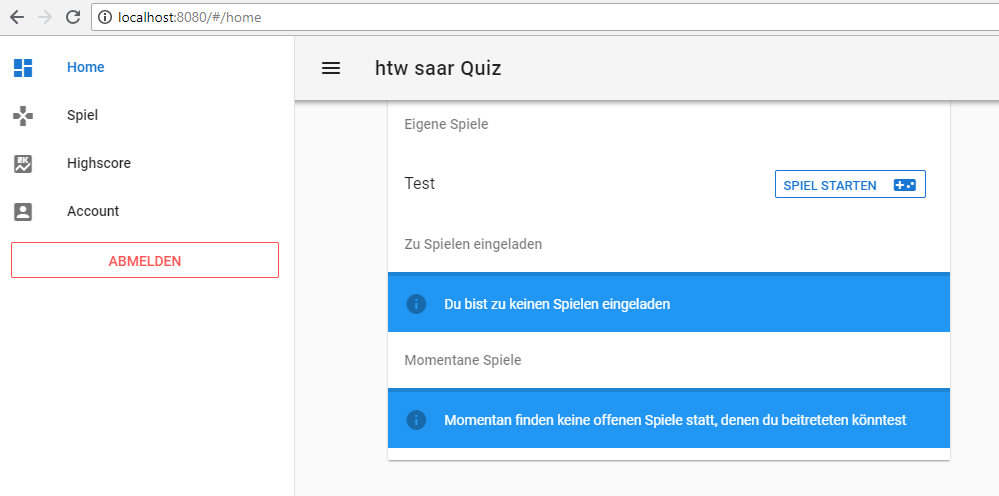 localhost:8080/#/home
Home
Spiel
Highscore
Account
ABMELDEN
htw saar Quiz
Eigene Spiele
Test
SPIEL STARTEN
Zu Spielen eingeladen
Du bist zu keinen Spielen eingeladen
Momentane Spiele
Momentan finden keine offenen Spiele statt, denen du beitreteten könntest